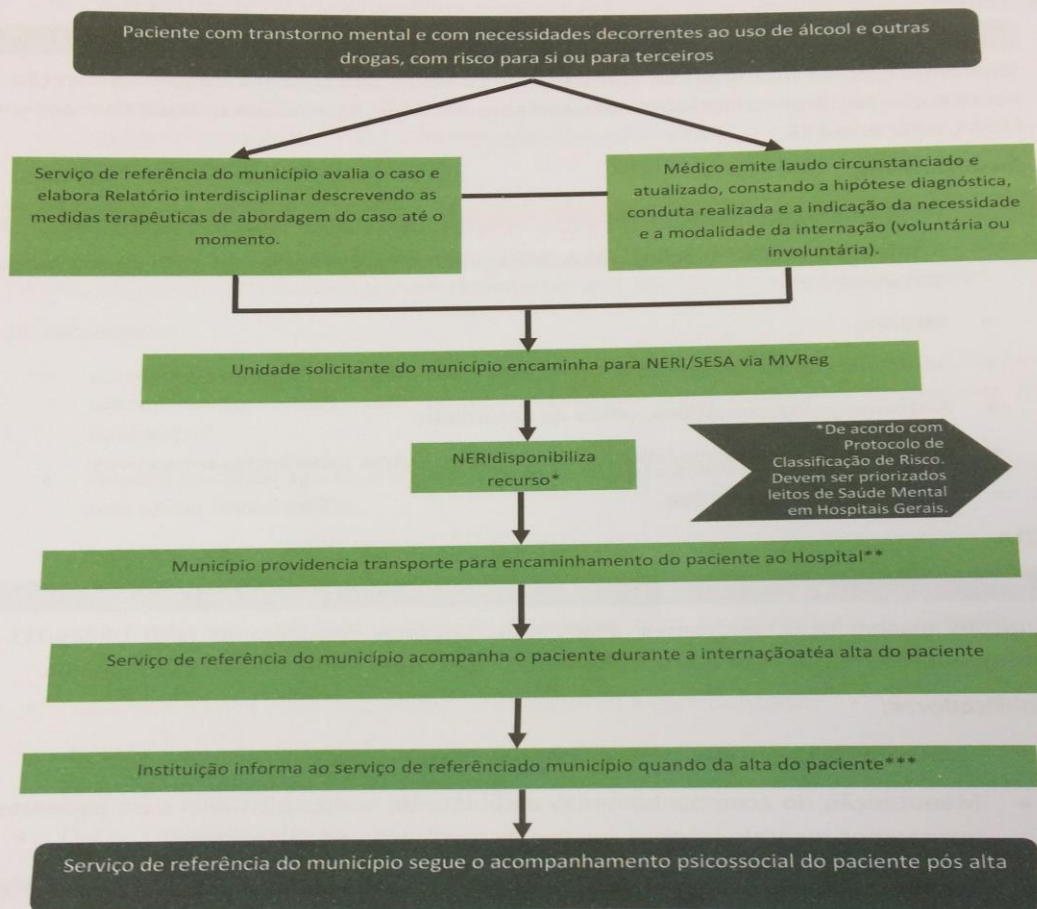 Paciente com transtorno mental e com necessidades decorrentes ao uso de álcool e outras
drogas, com risco para si ou para terceiros
Serviço de referência do município avalia o caso e
elabora Relatório interdisciplinar descrevendo as
medidas terapêuticas de abordagem do caso até o
momento.
Médico emite laudo circunstanciado e
atualizado, constando a hipótese diagnóstica,
conduta realizada e a indicação da necessidade
e a modalidade da internação (voluntária ou
involuntária).
Unidade solicitante do município encaminha para NERI/SESA via MVReg
NERIdisponibiliza
recurso*
*De acordo com
Protocolo de
Classificação de Risco.
Devem ser priorizados
leitos de Saúde Mental
em Hospitais Gerais.
Município providencia transporte para encaminhamento do paciente ao Hospital**
Serviço de referência do município acompanha o paciente durante a internaçãoatéa alta do paciente
Instituição informa ao serviço de referênciado município quando da alta do paciente***
Serviço de referência do município segue o acompanhamento psicossocial do paciente pós alta